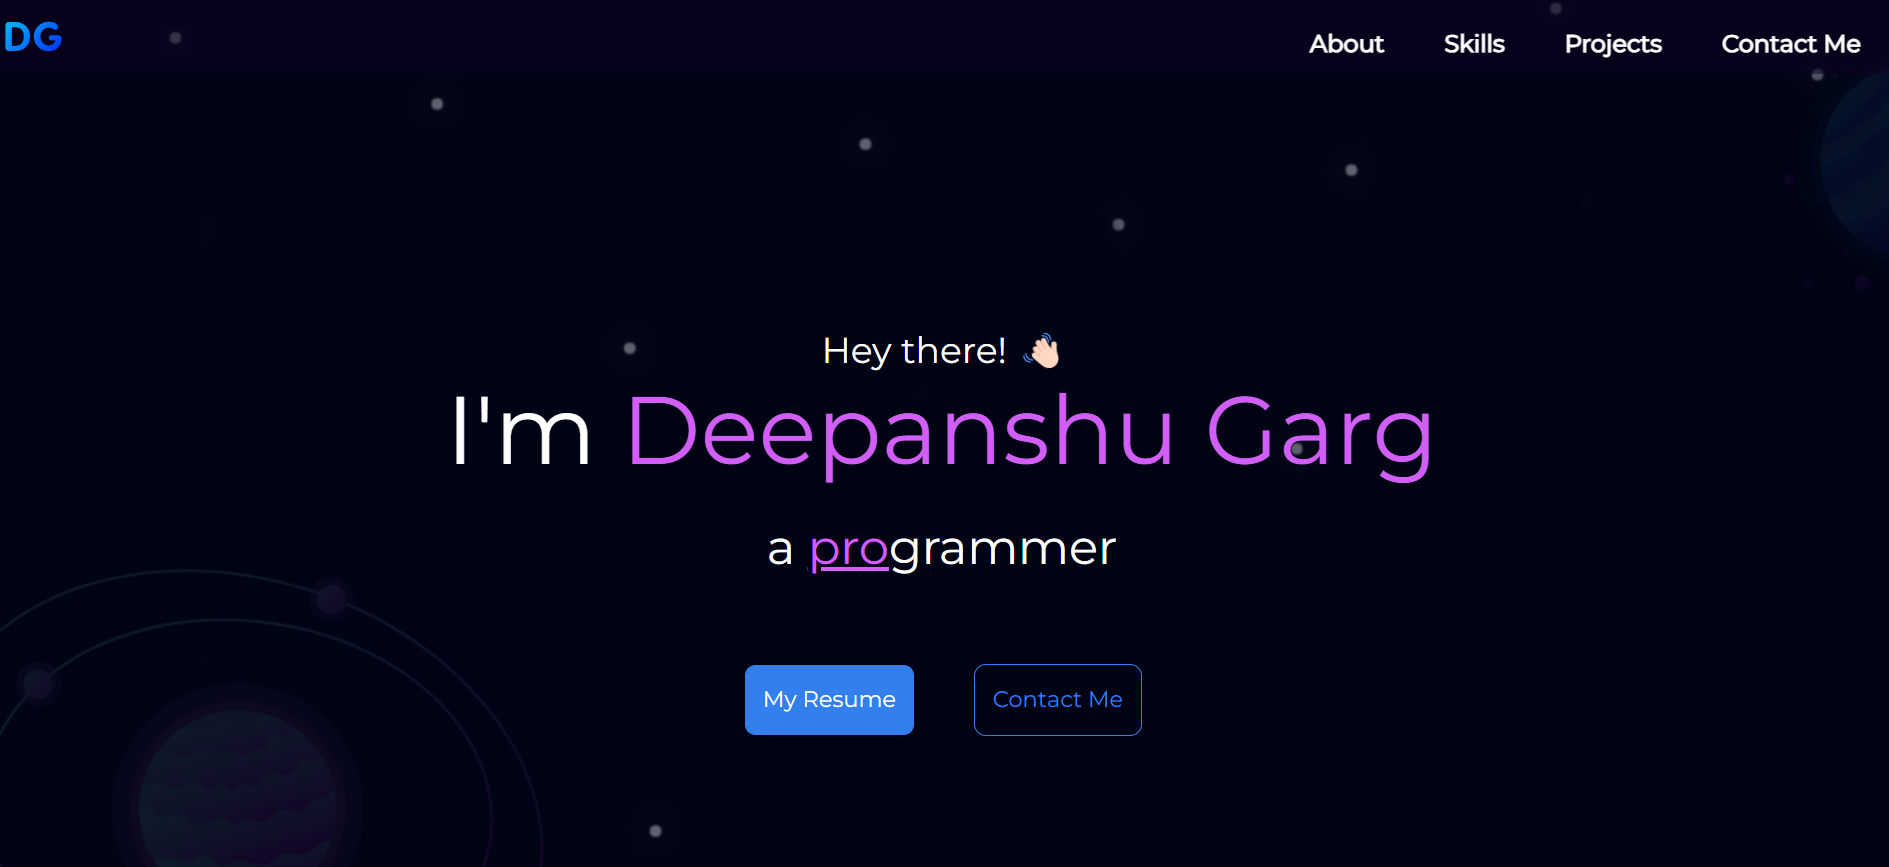 DG
About Skills Projects Contact Me
Hey there! 👋🏻
I'm Deepanshu Garg
a programmer
My Resume Contact Me